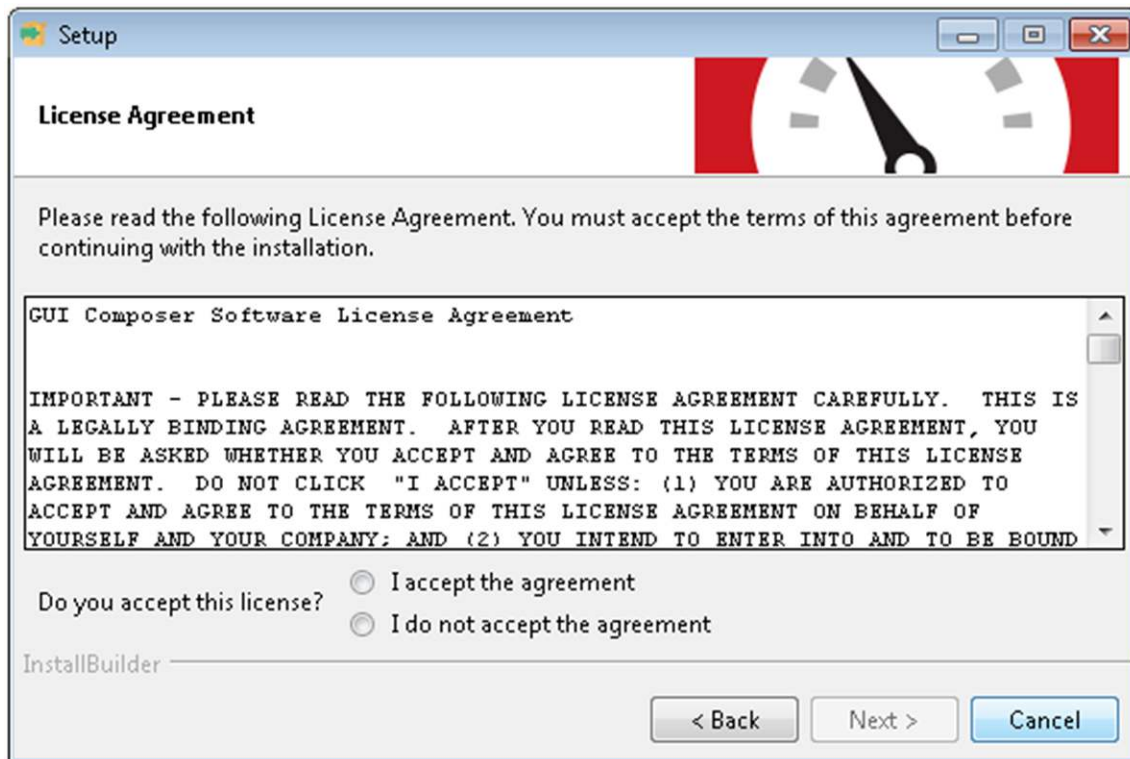 Setup
License Agreement
Please read the following License Agreement. You must accept the terms of this agreement before
continuing with the installation.
GUI Composer Software License Agreement
IMPORTANT - PLEASE READ THE FOLLOWING LICENSE AGREEMENT CAREFULLY.  THIS IS
A LEGALLY BINDING AGREEMENT.  AFTER YOU READ THIS LICENSE AGREEMENT, YOU
WILL BE ASKED WHETHER YOU ACCEPT AND AGREE TO THE TERMS OF THIS LICENSE
AGREEMENT.  DO NOT CLICK  "I ACCEPT" UNLESS: (1) YOU ARE AUTHORIZED TO
ACCEPT AND AGREE TO THE TERMS OF THIS LICENSE AGREEMENT ON BEHALF OF
YOURSELF AND YOUR COMPANY; AND (2) YOU INTEND TO ENTER INTO AND TO BE BOUND
Do you accept this license?
I accept the agreement
I do not accept the agreement
InstallBuilder
< Back
Next >
Cancel